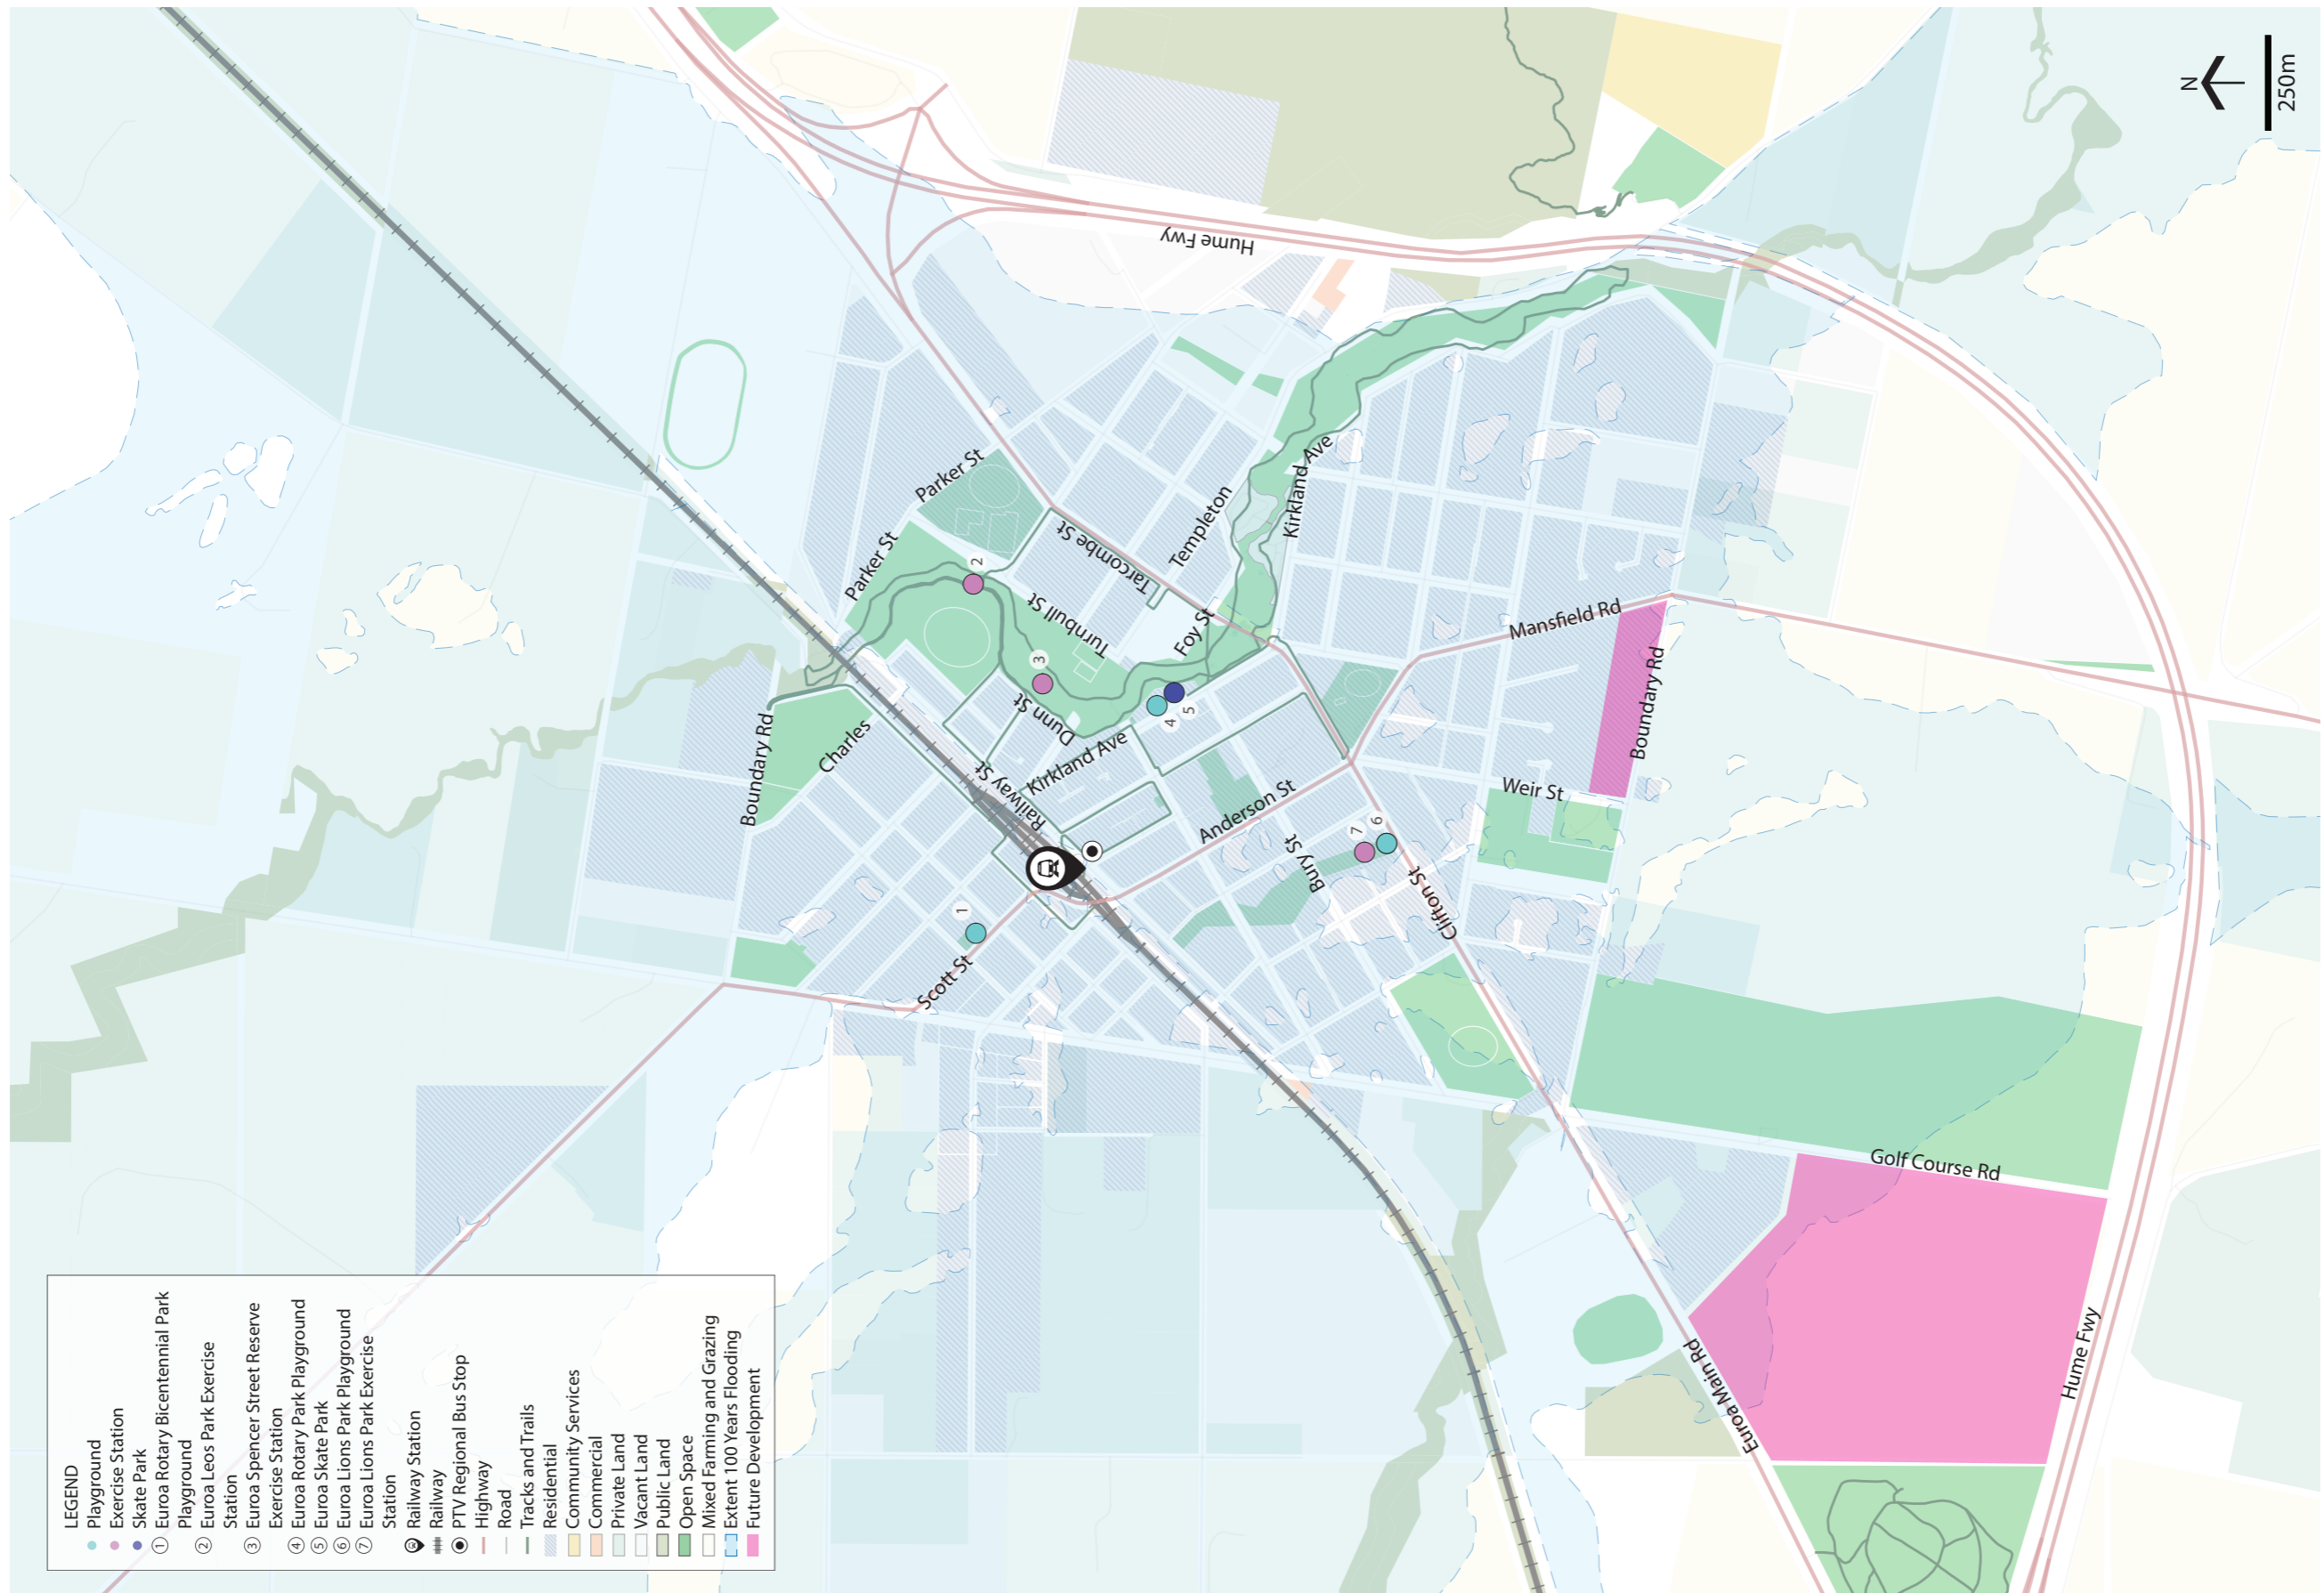 LEGEND
Playground
Exercise Station
Skate Park
① Euroa Rotary Bicentennial Park
Playground
② Euroa Leos Park Exercise
Station
③ Euroa Spencer Street Reserve
Exercise Station
④ Euroa Rotary Park Playground
⑤ Euroa Skate Park
⑥ Euroa Lions Park Playground
⑦ Euroa Lions Park Exercise
Station
Railway Station
Railway
PTV Regional Bus Stop
Highway
Road
Tracks and Trails
Residential
Community Services
Commercial
Private Land
Vacant Land
Public Land
Open Space
Mixed Farming and Grazing
Extent 100 Years Flooding
Future Development
N
250m
Hume Fwy
Parker St
Parker St
Tarcombe St
Templeton
Kirkland Ave
Turnbull St
Foy St
Dunn St
Kirkland Ave
Railway St
Charles
Boundary Rd
Scott St
Anderson St
Bury St
Clifton St
Weir St
Mansfield Rd
Boundary Rd
Golf Course Rd
Euroa Main Rd
Hume Fwy
1
2
3
4
5
6
7